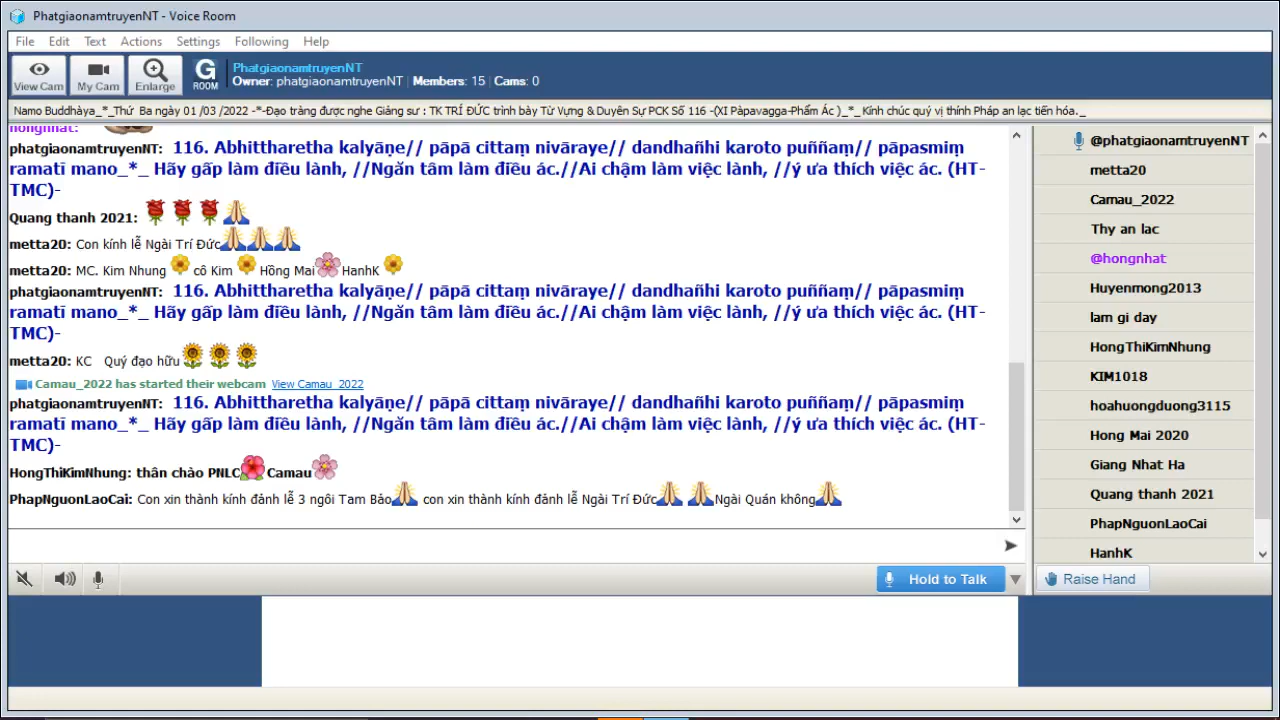 PhatgiaonamtruyenNT - Voice Room
File Edit Text Actions Settings Following Help
View Cam
My Cam
Enlarge
G ROOM
PhatgiaonamtruyenNT
Owner: phatgiaonamtruyenNT | Members: 15 | Cams: 0
Namo Buddhàya_*_Thứ Ba ngày 01 /03 /2022 -*-Đạo tràng được nghe Giảng sư : TK TRÍ ĐỨC trình bày Từ Vựng & Duyên Sự PCK Số 116 -(XI Pàpavagga-Phẩm Ác )_*_Kính chúc quý vị thính Pháp an lạc tiến hóa._
hongnhat:
phatgiaonamtruyenNT: 116. Abhittharetha kalyāṇe// pāpā cittaṃ nivāraye// dandhañhi karoto puññaṃ// pāpasmiṃ
ramatī mano_*_ Hãy gấp làm điều lành, //Ngăn tâm làm điều ác.//Ai chậm làm việc lành, //ý ưa thích việc ác. (HT-
TMC)-
Quang thanh 2021:
metta20: Con kính lễ Ngài Trí Đức
metta20: MC. Kim Nhung cô Kim Hồng Mai HanhK
phatgiaonamtruyenNT: 116. Abhittharetha kalyāṇe// pāpā cittaṃ nivāraye// dandhañhi karoto puññaṃ// pāpasmiṃ
ramatī mano_*_ Hãy gấp làm điều lành, //Ngăn tâm làm điều ác.//Ai chậm làm việc lành, //ý ưa thích việc ác. (HT-
TMC)-
metta20: KC Quý đạo hữu
Camau_2022 has started their webcam View Camau_2022
phatgiaonamtruyenNT: 116. Abhittharetha kalyāṇe// pāpā cittaṃ nivāraye// dandhañhi karoto puññaṃ// pāpasmiṃ
ramatī mano_*_ Hãy gấp làm điều lành, //Ngăn tâm làm điều ác.//Ai chậm làm việc lành, //ý ưa thích việc ác. (HT-
TMC)-
HongThiKimNhung: thân chào PNLC Camau
PhapNguonLaoCai: Con xin thành kính đảnh lễ 3 ngôi Tam Bảo con xin thành kính đảnh lễ Ngài Trí Đức Ngài Quán không
Hold to Talk
@phatgiaonamtruyenNT
metta20
Camau_2022
Thy an lac
@hongnhat
Huyenmong2013
lam gi day
HongThiKimNhung
KIM1018
hoahuongduong3115
Hong Mai 2020
Giang Nhat Ha
Quang thanh 2021
PhapNguonLaoCai
HanhK
Raise Hand